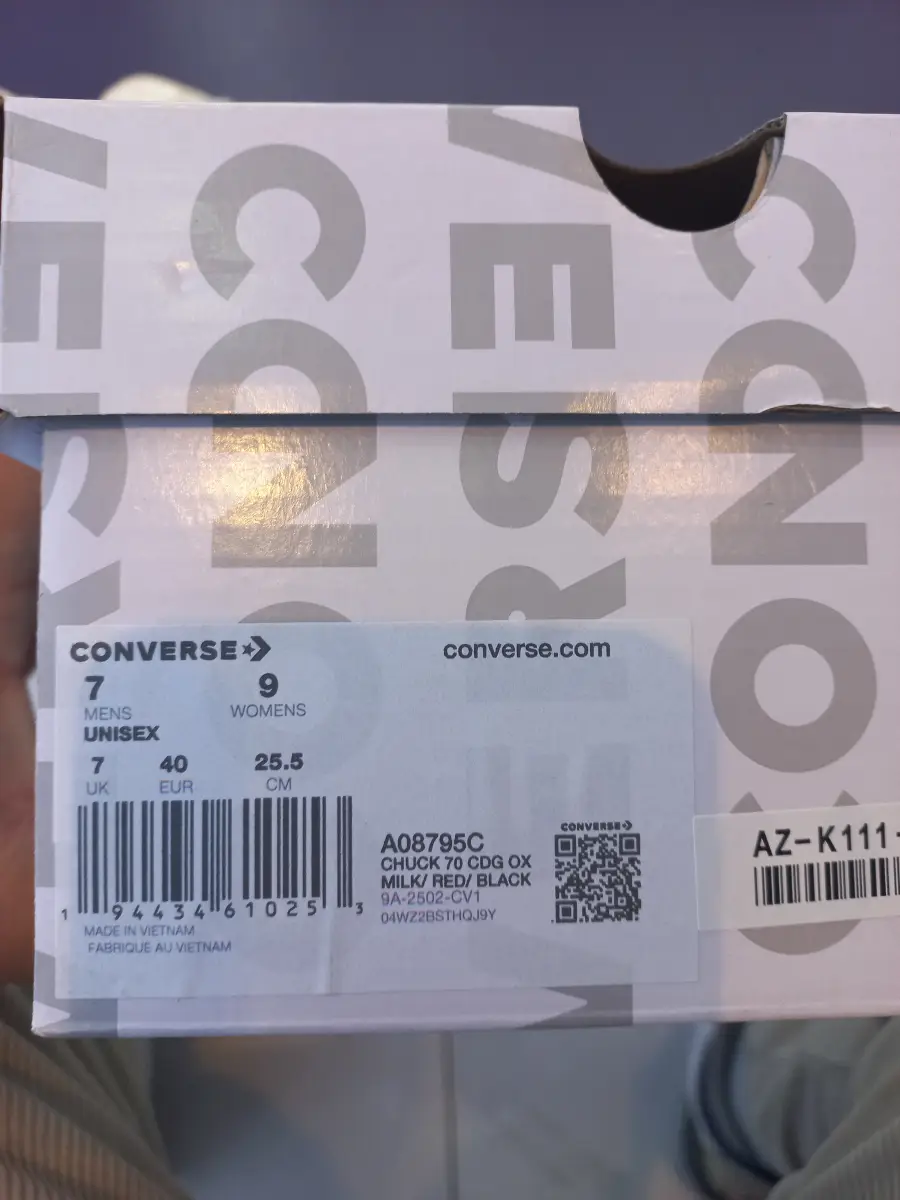 CONVERSE
CONVERSE
CONVERSE converse.com
7 9
MENS WOMENS
UNISEX
7 40 25.5
UK EUR CM
A08795C
CHUCK 70 CDG OX
MILK/ RED/ BLACK
9A-2502-CV1
04WZ2BSTHQJ9Y
CONVERSE
1 94434 61025 3
MADE IN VIETNAM
FABRIQUE AU VIETNAM
AZ-K111-